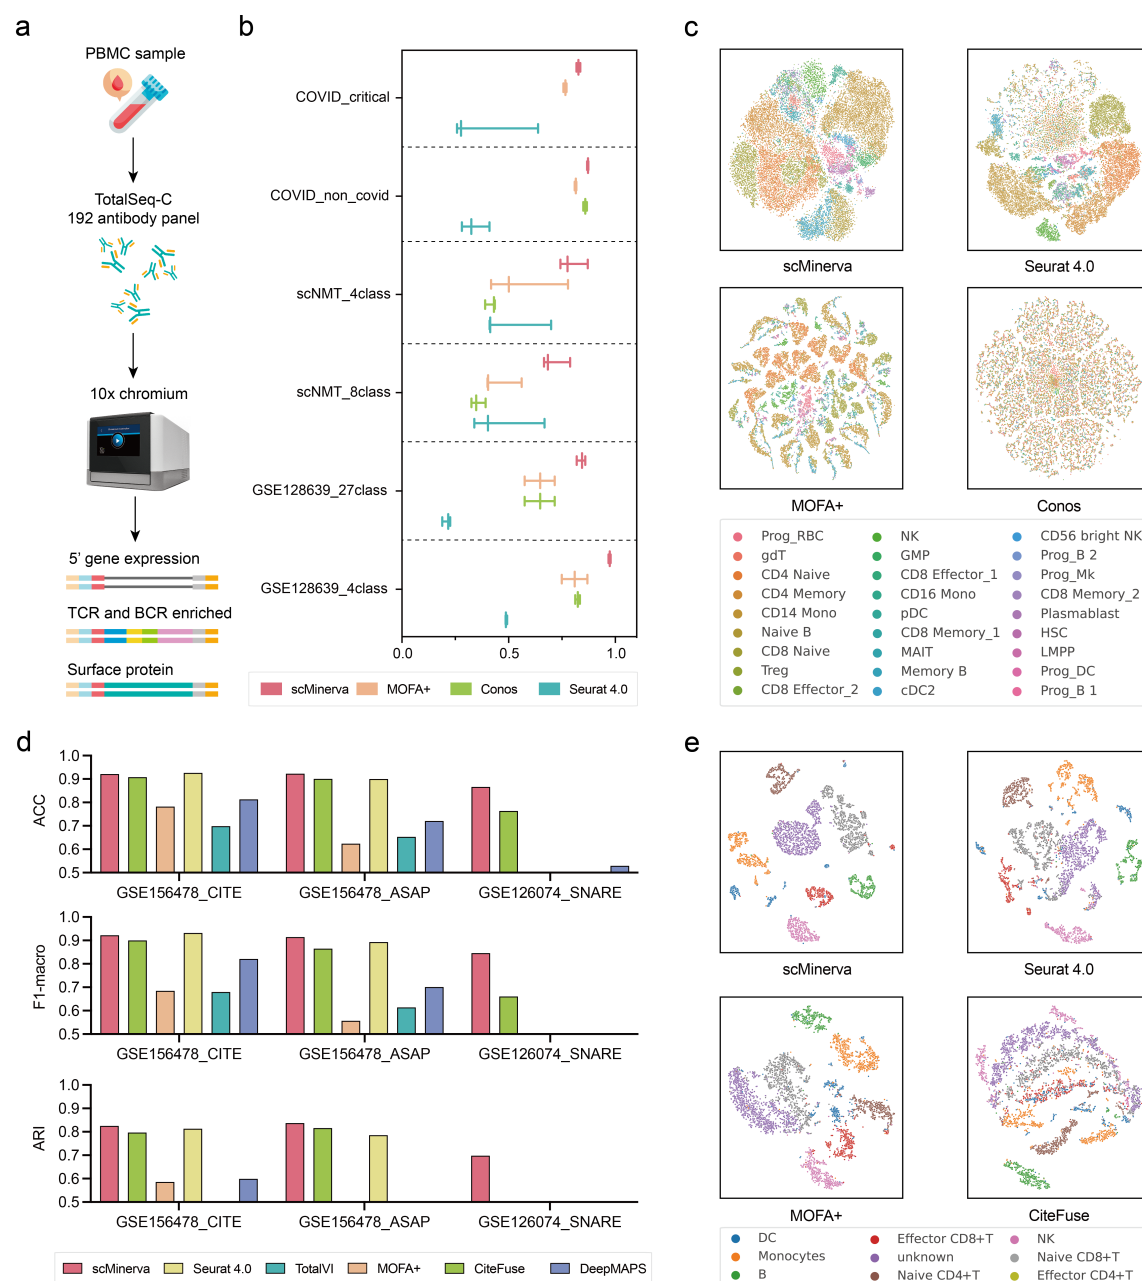 a
PBMC sample
TotalSeq-C
192 antibody panel
10x chromium
5' gene expression
TCR and BCR enriched
Surface protein
b
COVID_critical
COVID_non_covid
scNMT_4class
scNMT_8class
GSE128639_27class
GSE128639_4class
0.0
0.5
1.0
scMinerva
MOFA+
Conos
Seurat 4.0
c
scMinerva
Seurat 4.0
MOFA+
Conos
Prog_RBC
gdT
CD4 Naive
CD4 Memory
CD14 Mono
Naive B
CD8 Naive
Treg
CD8 Effector_2
NK
GMP
CD8 Effector_1
CD16 Mono
pDC
CD8 Memory_1
MAIT
Memory B
cDC2
CD56 bright NK
Prog_B 2
Prog_Mk
CD8 Memory_2
Plasmablast
HSC
LMPP
Prog_DC
Prog_B 1
d
ACC
1.0
0.9
0.8
0.7
0.6
0.5
GSE156478_CITE
GSE156478_ASAP
GSE126074_SNARE
F1-macro
1.0
0.9
0.8
0.7
0.6
0.5
GSE156478_CITE
GSE156478_ASAP
GSE126074_SNARE
ARI
1.0
0.9
0.8
0.7
0.6
0.5
GSE156478_CITE
GSE156478_ASAP
GSE126074_SNARE
scMinerva
Seurat 4.0
TotalVI
MOFA+
CiteFuse
DeepMAPS
e
scMinerva
Seurat 4.0
MOFA+
CiteFuse
DC
Monocytes
B
Effector CD8+T
unknown
Naive CD4+T
NK
Naive CD8+T
Effector CD4+T